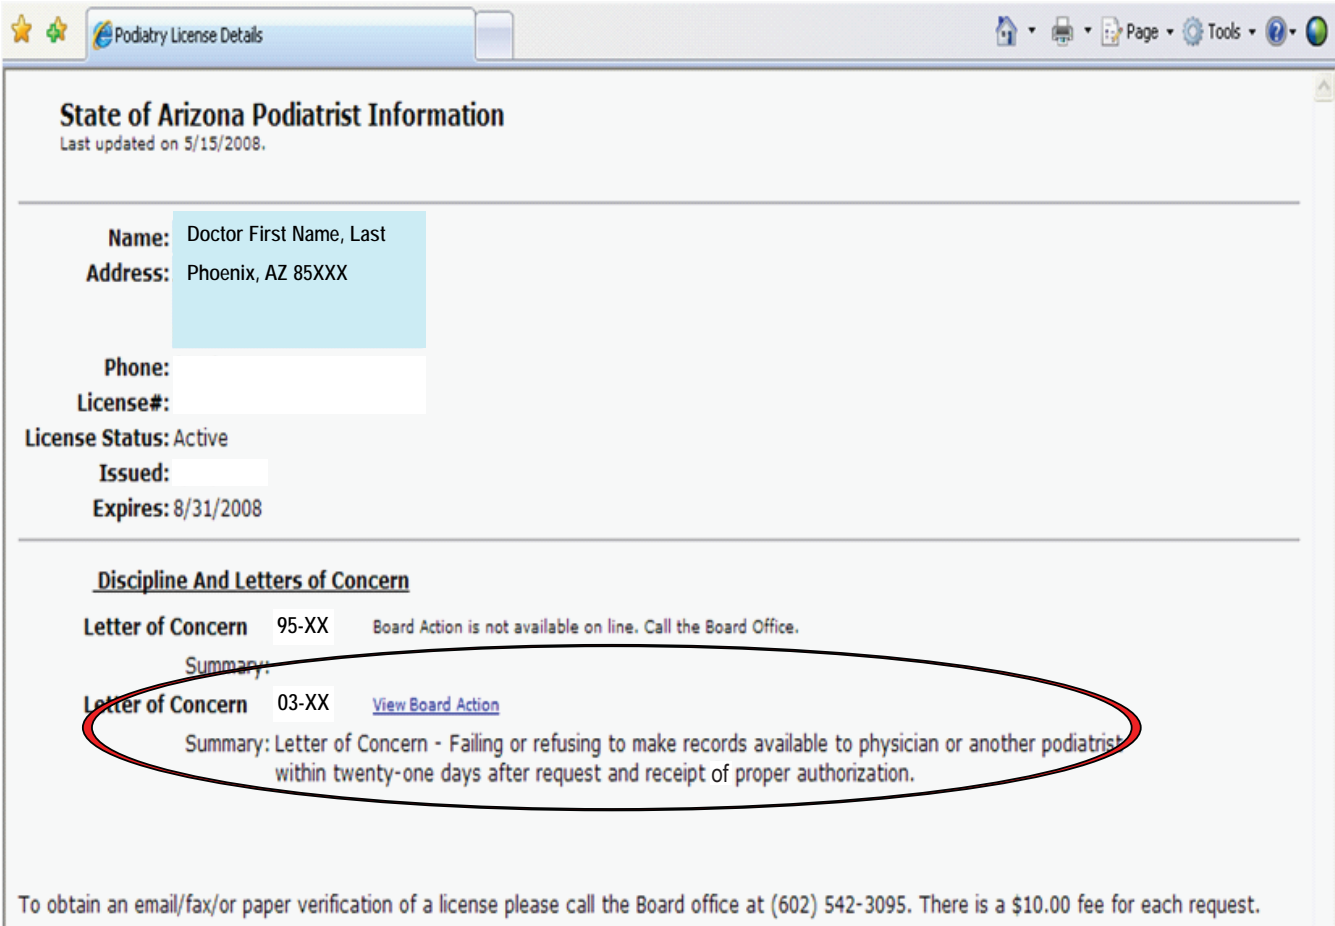 Podiatry License Details
Page Tools
State of Arizona Podiatrist Information
Last updated on 5/15/2008.
Name: Doctor First Name, Last
Address: Phoenix, AZ 85XXX
Phone:
License#:
License Status: Active
Issued:
Expires: 8/31/2008
Discipline And Letters of Concern
Letter of Concern 95-XX Board Action is not available on line. Call the Board Office.
Summary:
Letter of Concern 03-XX View Board Action
Summary: Letter of Concern - Failing or refusing to make records available to physician or another podiatrist
within twenty-one days after request and receipt of proper authorization.
To obtain an email/fax/or paper verification of a license please call the Board office at (602) 542-3095. There is a $10.00 fee for each request.